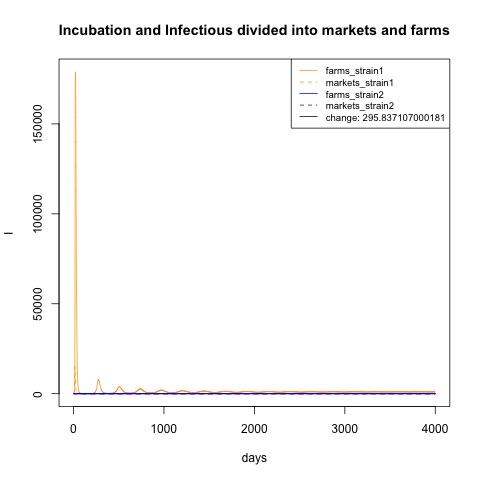 Incubation and Infectious divided into markets and farms
farms_strain1
markets_strain1
farms_strain2
markets_strain2
change: 295.837107000181
150000
100000
50000
0
I
0 1000 2000 3000 4000
days